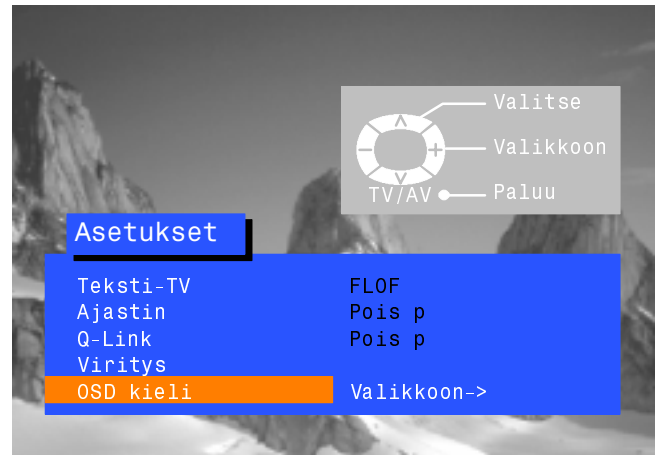 Valitse
Valikkoon
TV/AV Paluu
Asetukset
Teksti-TV FLOF
Ajastin Pois p
Q-Link Pois p
Viritys
OSD kieli Valikkoon->